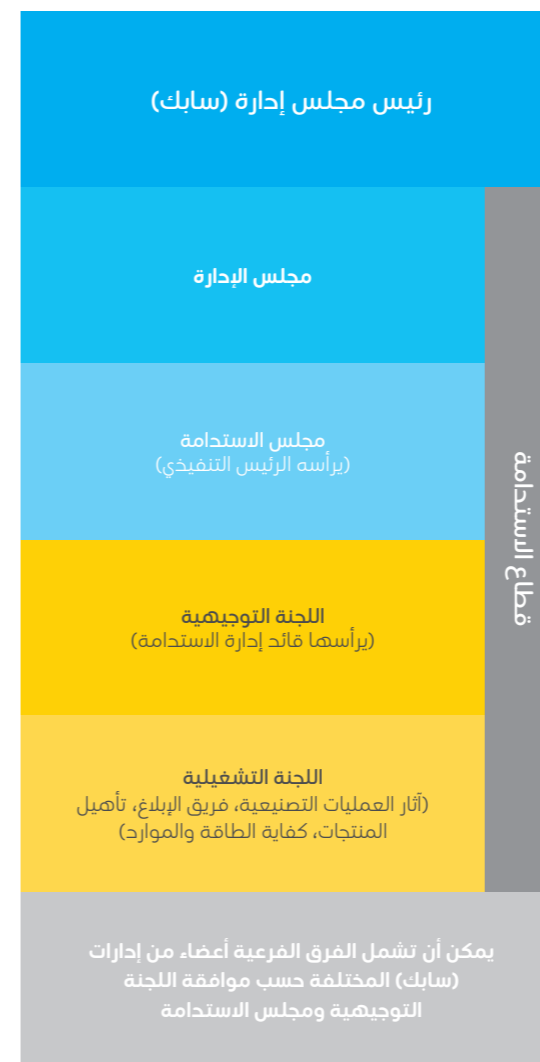 رئيس مجلس إدارة (سابك)
مجلس الإدارة
مجلس الاستدامة
(يرأسه الرئيس التنفيذي)
قطاع الاستدامة
اللجنة التوجيهية
(يرأسها قائد إدارة الاستدامة)
اللجنة التشغيلية
(آثار العمليات التصنيعية، فريق الإبلاغ، تأهيل
المنتجات، كفاية الطاقة والموارد)
يمكن أن تشمل الفرق الفرعية أعضاء من إدارات
(سابك) المختلفة حسب موافقة اللجنة
التوجيهية ومجلس الاستدامة